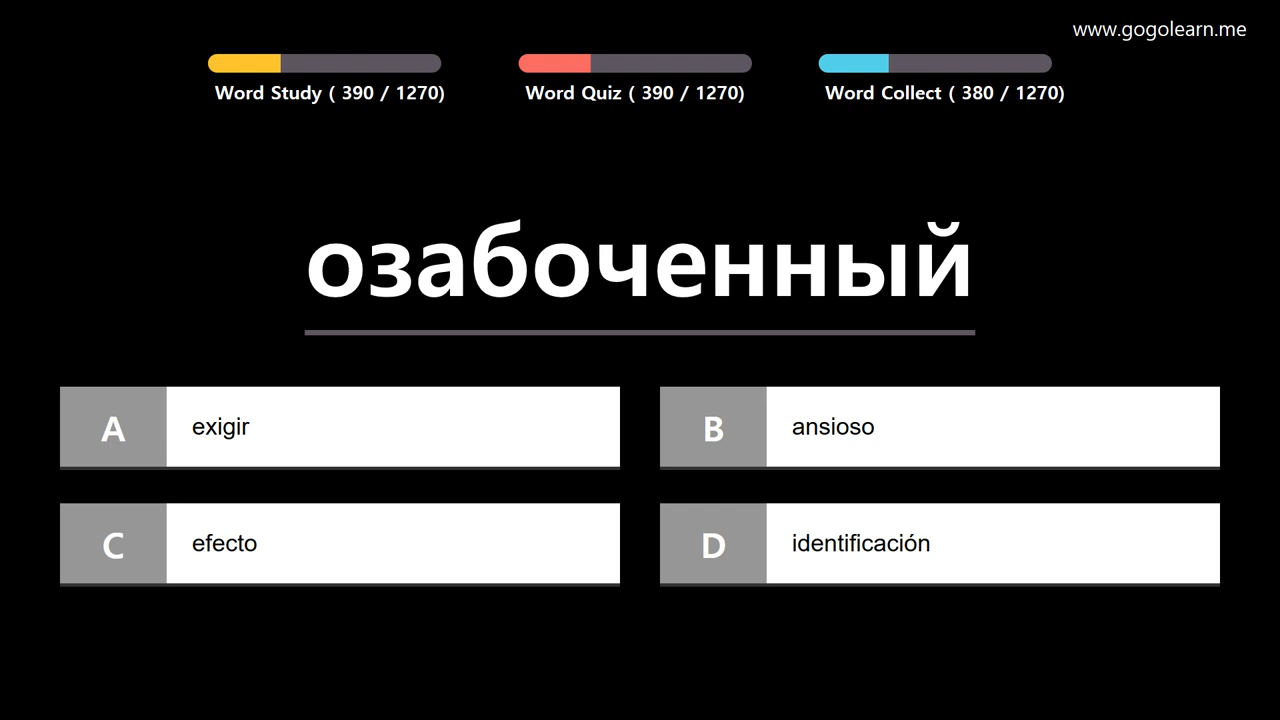 www.gogolearn.me
Word Study ( 390 / 1270)
Word Quiz ( 390 / 1270)
Word Collect ( 380 / 1270)
озабоченный
A exigir
B ansioso
C efecto
D identificación